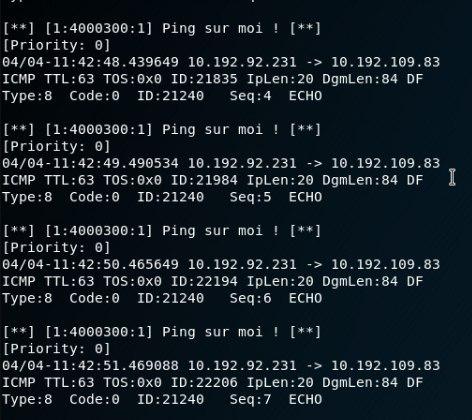 [**] [1:4000300:1] Ping sur moi ! [**]
[Priority: 0]
04/04-11:42:48.439649 10.192.92.231 -> 10.192.109.83
ICMP TTL:63 TOS:0x0 ID:21835 IpLen:20 DgmLen:84 DF
Type:8  Code:0  ID:21240   Seq:4  ECHO

[**] [1:4000300:1] Ping sur moi ! [**]
[Priority: 0]
04/04-11:42:49.490534 10.192.92.231 -> 10.192.109.83
ICMP TTL:63 TOS:0x0 ID:21984 IpLen:20 DgmLen:84 DF
Type:8  Code:0  ID:21240   Seq:5  ECHO

[**] [1:4000300:1] Ping sur moi ! [**]
[Priority: 0]
04/04-11:42:50.465649 10.192.92.231 -> 10.192.109.83
ICMP TTL:63 TOS:0x0 ID:22194 IpLen:20 DgmLen:84 DF
Type:8  Code:0  ID:21240   Seq:6  ECHO

[**] [1:4000300:1] Ping sur moi ! [**]
[Priority: 0]
04/04-11:42:51.469088 10.192.92.231 -> 10.192.109.83
ICMP TTL:63 TOS:0x0 ID:22206 IpLen:20 DgmLen:84 DF
Type:8  Code:0  ID:21240   Seq:7  ECHO